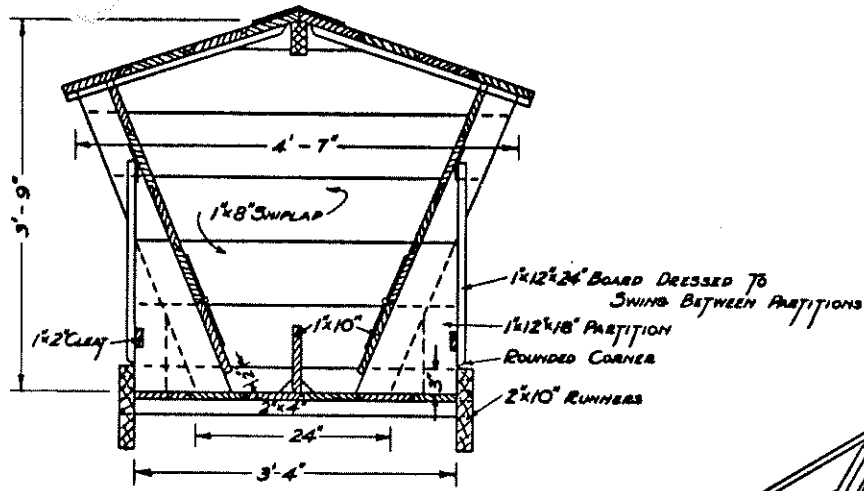 4'-7"
3'-9"
1"x8" SHIPLAP
1"x12"x24" BOARD DRESSED TO
SWING BETWEEN PARTITIONS
1"x12"x18" PARTITION
1"x10"
1"x2" CLEAT
ROUNDED CORNER
3"
2"x4"
2"x10" RUNNERS
24"
3'-4"